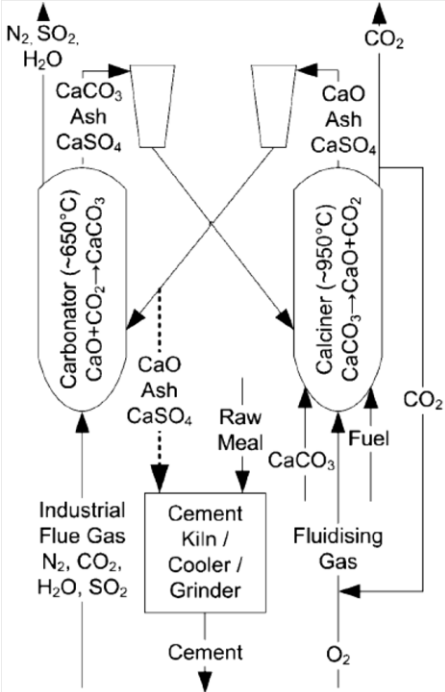 N₂, SO₂,
H₂O
CO₂
CaCO₃
Ash
CaSO₄
CaO
Ash
CaSO₄
Carbonator (~650°C)
CaO+CO₂→CaCO₃
Calciner (~950°C)
CaCO₃→CaO+CO₂
CaO
Ash
CaSO₄
Raw
Meal
CO₂
Fuel
CaCO₃
Industrial
Flue Gas
N₂, CO₂,
H₂O, SO₂
Cement
Kiln /
Cooler /
Grinder
Fluidising
Gas
Cement
O₂